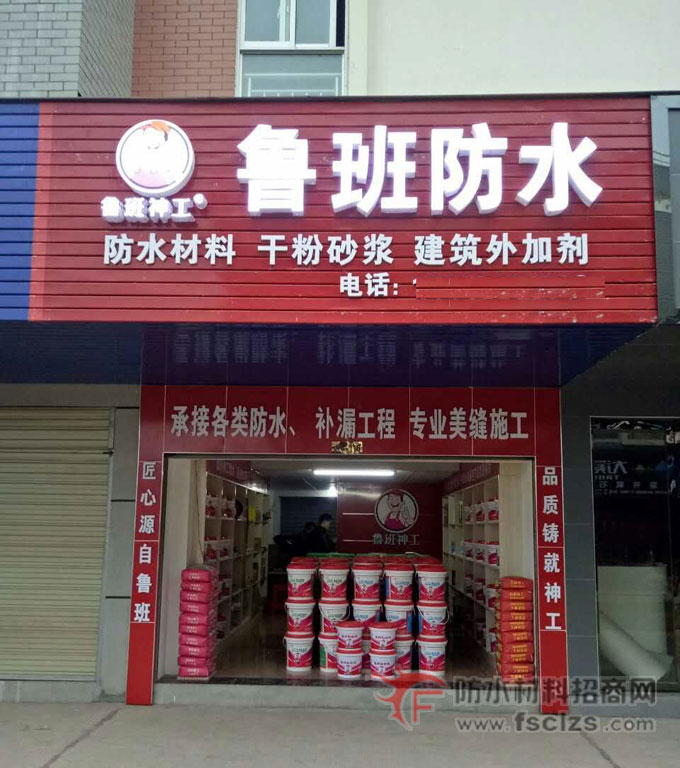 鲁班防水
鲁班神工®
防水材料 干粉砂浆 建筑外加剂
电话:
承接各类防水、补漏工程 专业美缝施工
匠心源自鲁班
品质铸就神工
鲁班神工
防水材料招商网
www.fsclzs.com